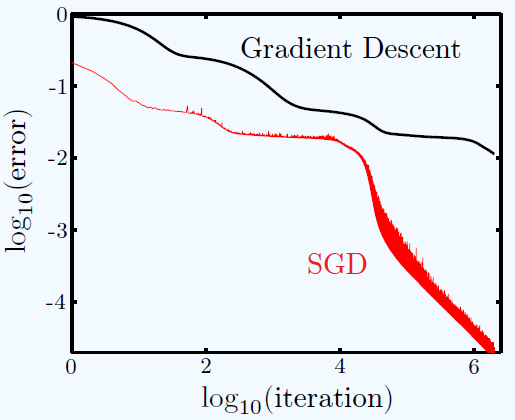 0
Gradient Descent
-1
-2
-3
SGD
-4
log10(error)
0 2 4 6
log10(iteration)